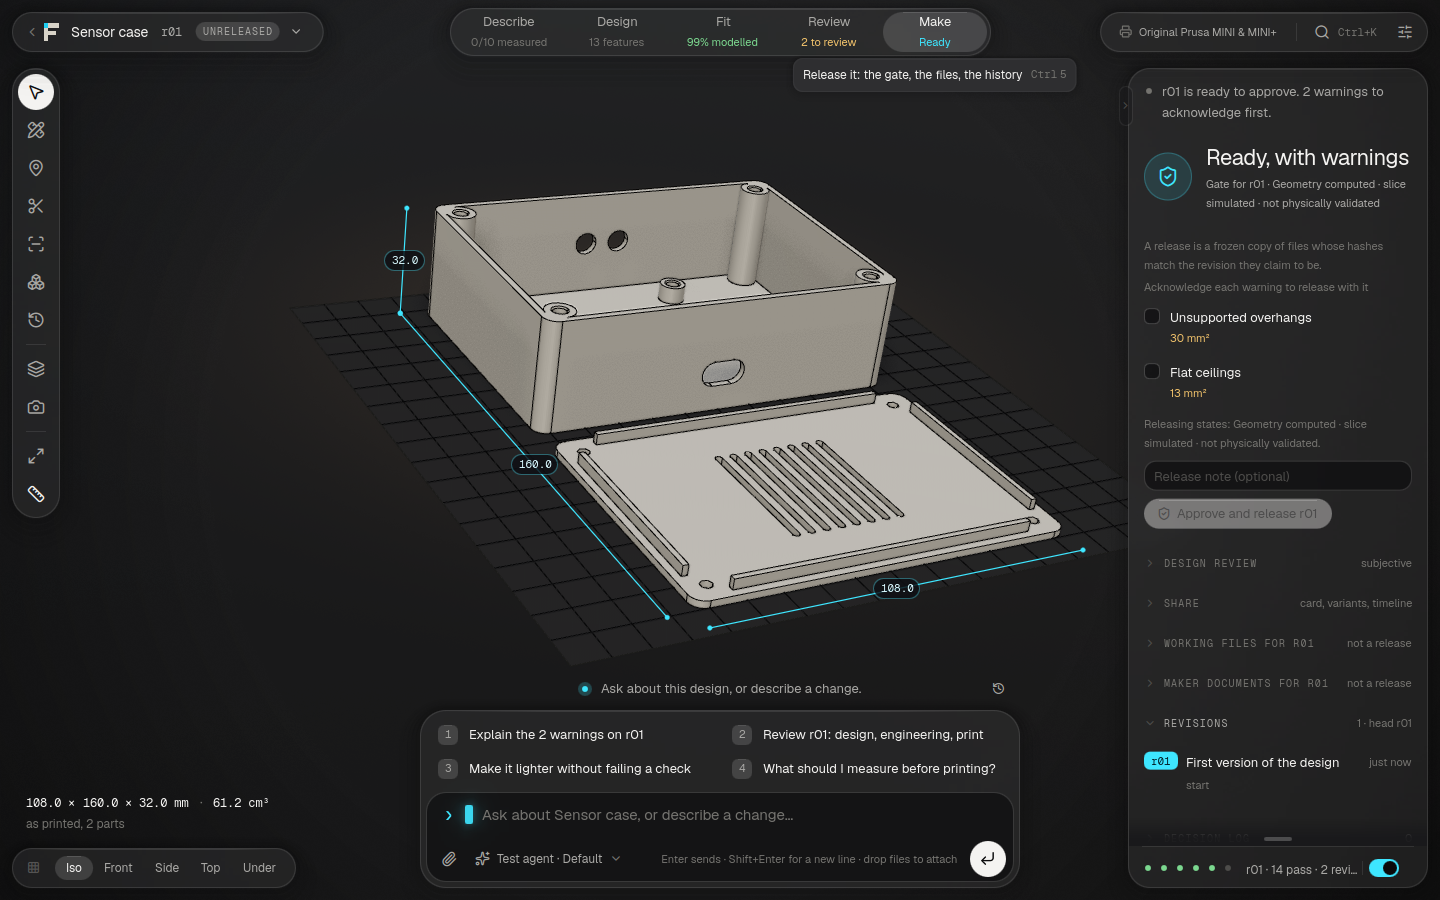 Sensor case r01 UNRELEASED
Describe
0/10 measured
Design
13 features
Fit
99% modelled
Review
2 to review
Make
Ready
Original Prusa MINI & MINI+
Ctrl+K
Release it: the gate, the files, the history Ctrl 5
r01 is ready to approve. 2 warnings to
acknowledge first.
Ready, with warnings
Gate for r01 · Geometry computed · slice
simulated · not physically validated
A release is a frozen copy of files whose hashes
match the revision they claim to be.
Acknowledge each warning to release with it
Unsupported overhangs
30 mm²
Flat ceilings
13 mm²
Releasing states: Geometry computed · slice
simulated · not physically validated.
Release note (optional)
Approve and release r01
DESIGN REVIEW subjective
SHARE card, variants, timeline
WORKING FILES FOR R01 not a release
MAKER DOCUMENTS FOR R01 not a release
REVISIONS 1 · head r01
r01 First version of the design just now
start
r01 · 14 pass · 2 revi…
32.0
160.0
108.0
Ask about this design, or describe a change.
1 Explain the 2 warnings on r01
2 Review r01: design, engineering, print
3 Make it lighter without failing a check
4 What should I measure before printing?
Ask about Sensor case, or describe a change…
Test agent · Default
Enter sends · Shift+Enter for a new line · drop files to attach
108.0 × 160.0 × 32.0 mm · 61.2 cm³
as printed, 2 parts
Iso Front Side Top Under